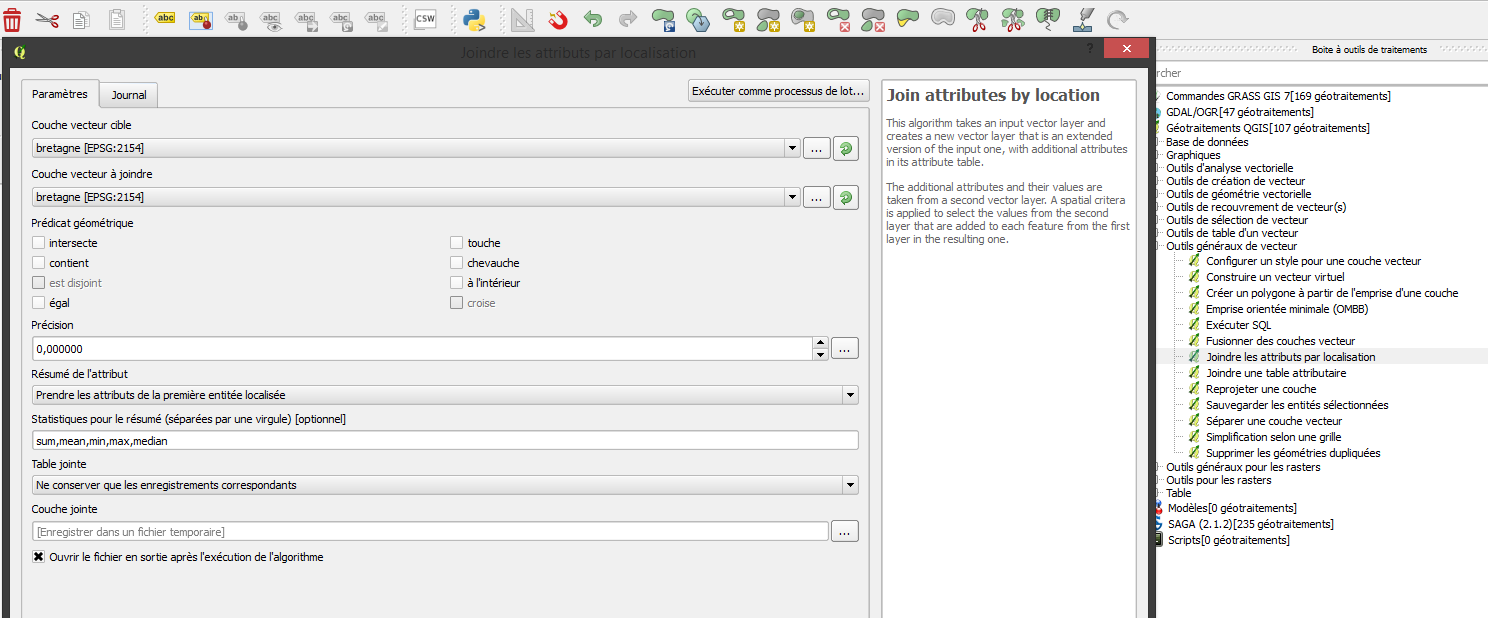 abc
ab
ab
abc
abc
abc
abc
CSW
Joindre les attributs par localisation
?
Boite à outils de traitements
Paramètres
Journal
Exécuter comme processus de lot...
Couche vecteur cible
bretagne [EPSG:2154]
...
Couche vecteur à joindre
bretagne [EPSG:2154]
...
Prédicat géométrique
intersecte
touche
contient
chevauche
est disjoint
à l'intérieur
égal
croise
Précision
0,000000
...
Résumé de l'attribut
Prendre les attributs de la première entitée localisée
Statistiques pour le résumé (séparées par une virgule) [optionnel]
sum,mean,min,max,median
Table jointe
Ne conserver que les enregistrements correspondants
Couche jointe
[Enregistrer dans un fichier temporaire]
...
Ouvrir le fichier en sortie après l'exécution de l'algorithme
Join attributes by location
This algorithm takes an input vector layer and
creates a new vector layer that is an extended
version of the input one, with additional attributes
in its attribute table.
The additional attributes and their values are
taken from a second vector layer. A spatial critera
is applied to select the values from the second
layer that are added to each feature from the first
layer in the resulting one.
rcher
Commandes GRASS GIS 7[169 géotraitements]
GDAL/OGR[47 géotraitements]
Géotraitements QGIS[107 géotraitements]
Base de données
Graphiques
Outils d'analyse vectorielle
Outils de création de vecteur
Outils de géométrie vectorielle
Outils de recouvrement de vecteur(s)
Outils de sélection de vecteur
Outils de table d'un vecteur
Outils généraux de vecteur
Configurer un style pour une couche vecteur
Construire un vecteur virtuel
Créer un polygone à partir de l'emprise d'une couche
Emprise orientée minimale (OMBB)
Exécuter SQL
Fusionner des couches vecteur
Joindre les attributs par localisation
Joindre une table attributaire
Reprojeter une couche
Sauvegarder les entités sélectionnées
Séparer une couche vecteur
Simplification selon une grille
Supprimer les géométries dupliquées
Outils généraux pour les rasters
Outils pour les rasters
Table
Modèles[0 géotraitements]
SAGA (2.1.2)[235 géotraitements]
Scripts[0 géotraitements]